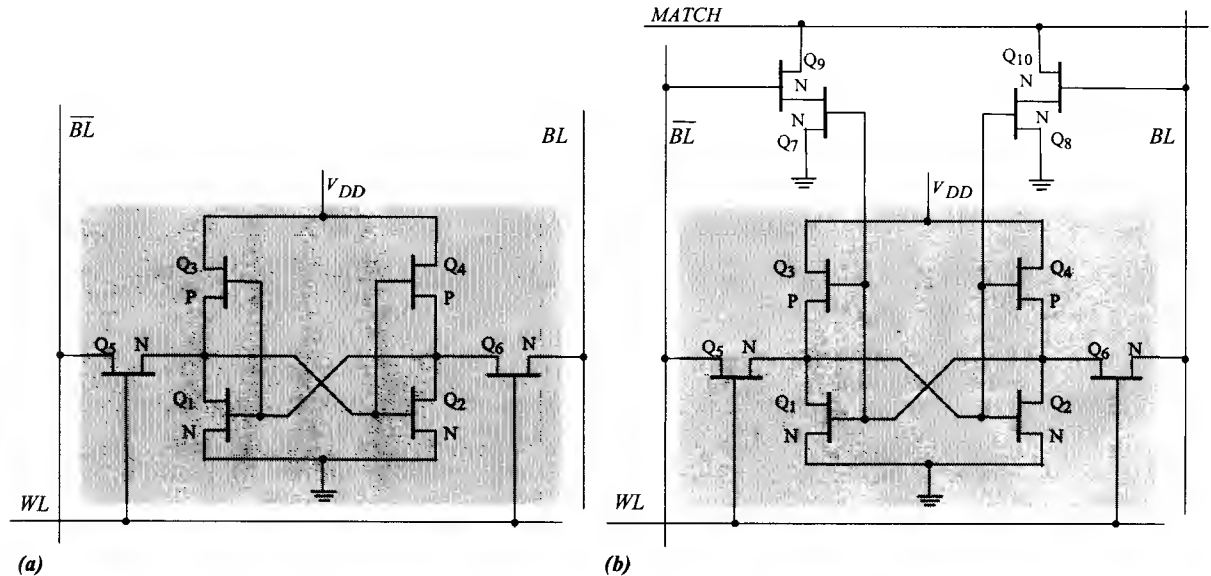 MATCH
Q9
N
N
Q7
Q10
N
N
Q8
BL
BL
VDD
Q3
P
Q4
P
Q5
N
Q6
N
Q1
N
Q2
N
WL
(a)
BL
BL
VDD
Q3
P
Q4
P
Q5
N
Q6
N
Q1
N
Q2
N
WL
(b)